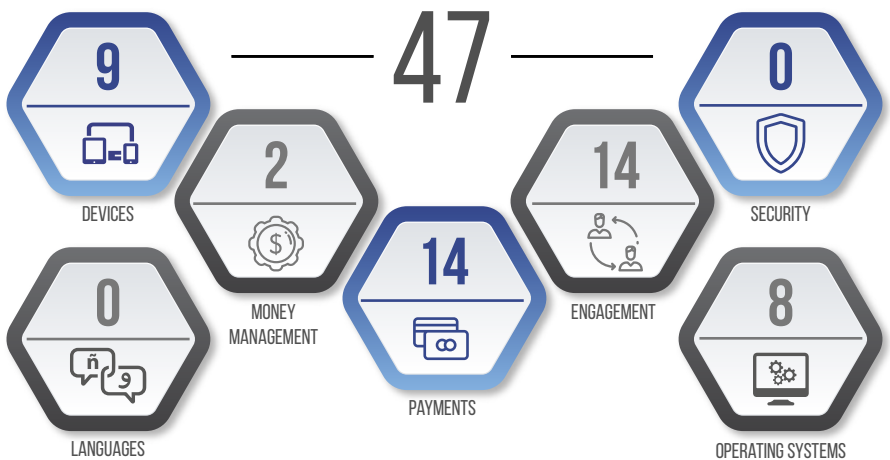 47
9
DEVICES
2
MONEY
MANAGEMENT
14
PAYMENTS
14
ENGAGEMENT
0
SECURITY
0
ñ
و
LANGUAGES
8
OPERATING SYSTEMS
$